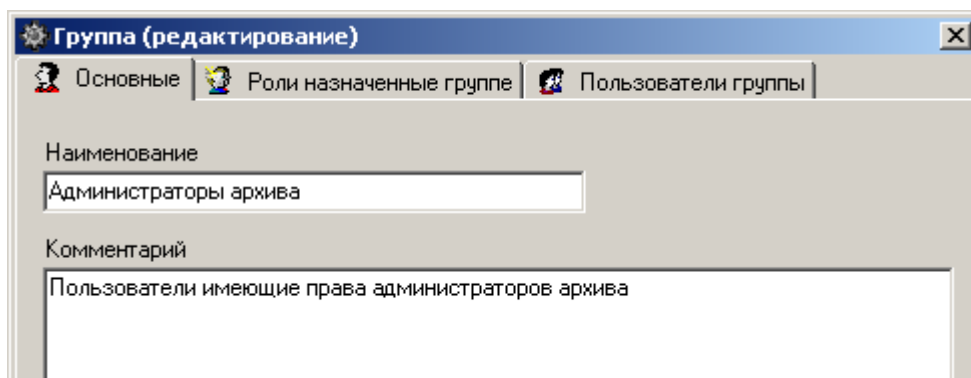 Группа (редактирование)
Основные Роли назначенные группе Пользователи группы
Наименование
Администраторы архива
Комментарий
Пользователи имеющие права администраторов архива